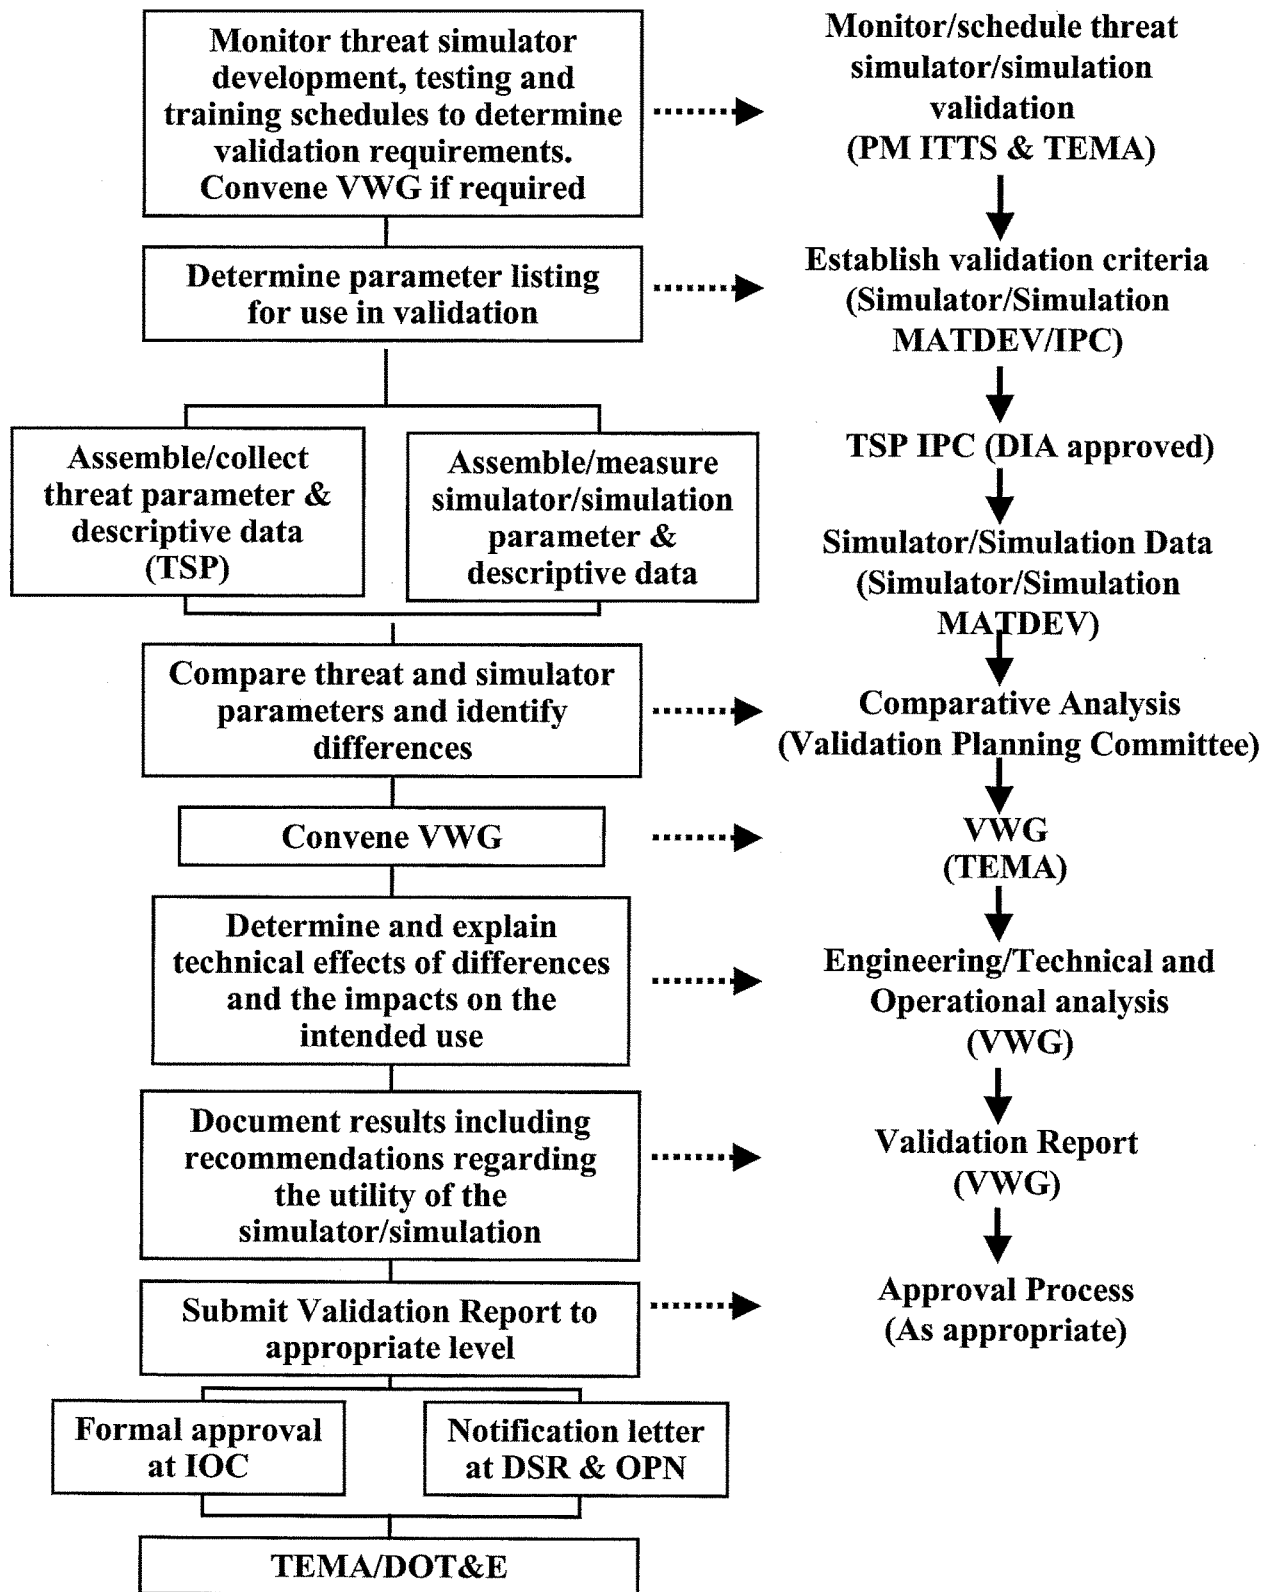 Monitor threat simulator
development, testing and
training schedules to determine
validation requirements.
Convene VWG if required
Monitor/schedule threat
simulator/simulation
validation
(PM ITTS & TEMA)
Determine parameter listing
for use in validation
Establish validation criteria
(Simulator/Simulation
MATDEV/IPC)
Assemble/collect
threat parameter &
descriptive data
(TSP)
Assemble/measure
simulator/simulation
parameter &
descriptive data
TSP IPC (DIA approved)
Simulator/Simulation Data
(Simulator/Simulation
MATDEV)
Compare threat and simulator
parameters and identify
differences
Comparative Analysis
(Validation Planning Committee)
Convene VWG
VWG
(TEMA)
Determine and explain
technical effects of differences
and the impacts on the
intended use
Engineering/Technical and
Operational analysis
(VWG)
Document results including
recommendations regarding
the utility of the
simulator/simulation
Validation Report
(VWG)
Submit Validation Report to
appropriate level
Approval Process
(As appropriate)
Formal approval
at IOC
Notification letter
at DSR & OPN
TEMA/DOT&E